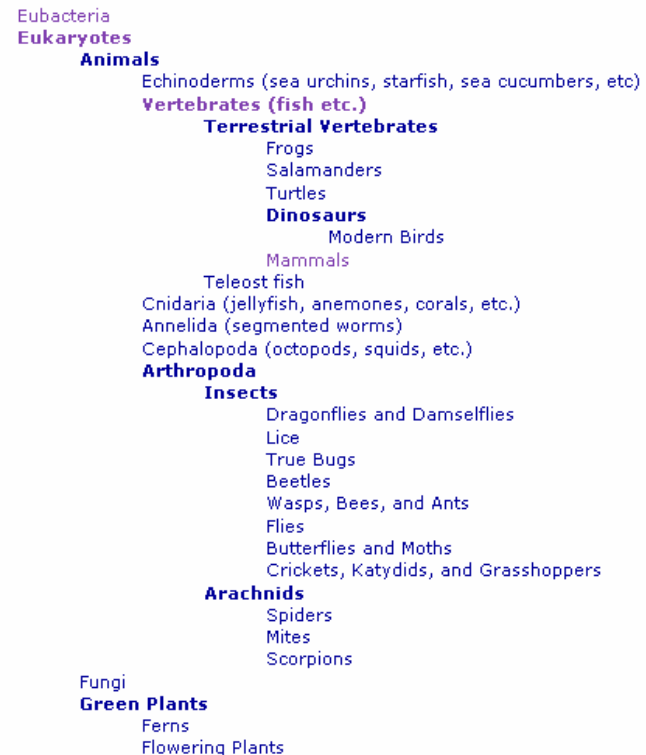 Eubacteria
Eukaryotes
Animals
Echinoderms (sea urchins, starfish, sea cucumbers, etc)
Vertebrates (fish etc.)
Terrestrial Vertebrates
Frogs
Salamanders
Turtles
Dinosaurs
Modern Birds
Mammals
Teleost fish
Cnidaria (jellyfish, anemones, corals, etc.)
Annelida (segmented worms)
Cephalopoda (octopods, squids, etc.)
Arthropoda
Insects
Dragonflies and Damselflies
Lice
True Bugs
Beetles
Wasps, Bees, and Ants
Flies
Butterflies and Moths
Crickets, Katydids, and Grasshoppers
Arachnids
Spiders
Mites
Scorpions
Fungi
Green Plants
Ferns
Flowering Plants